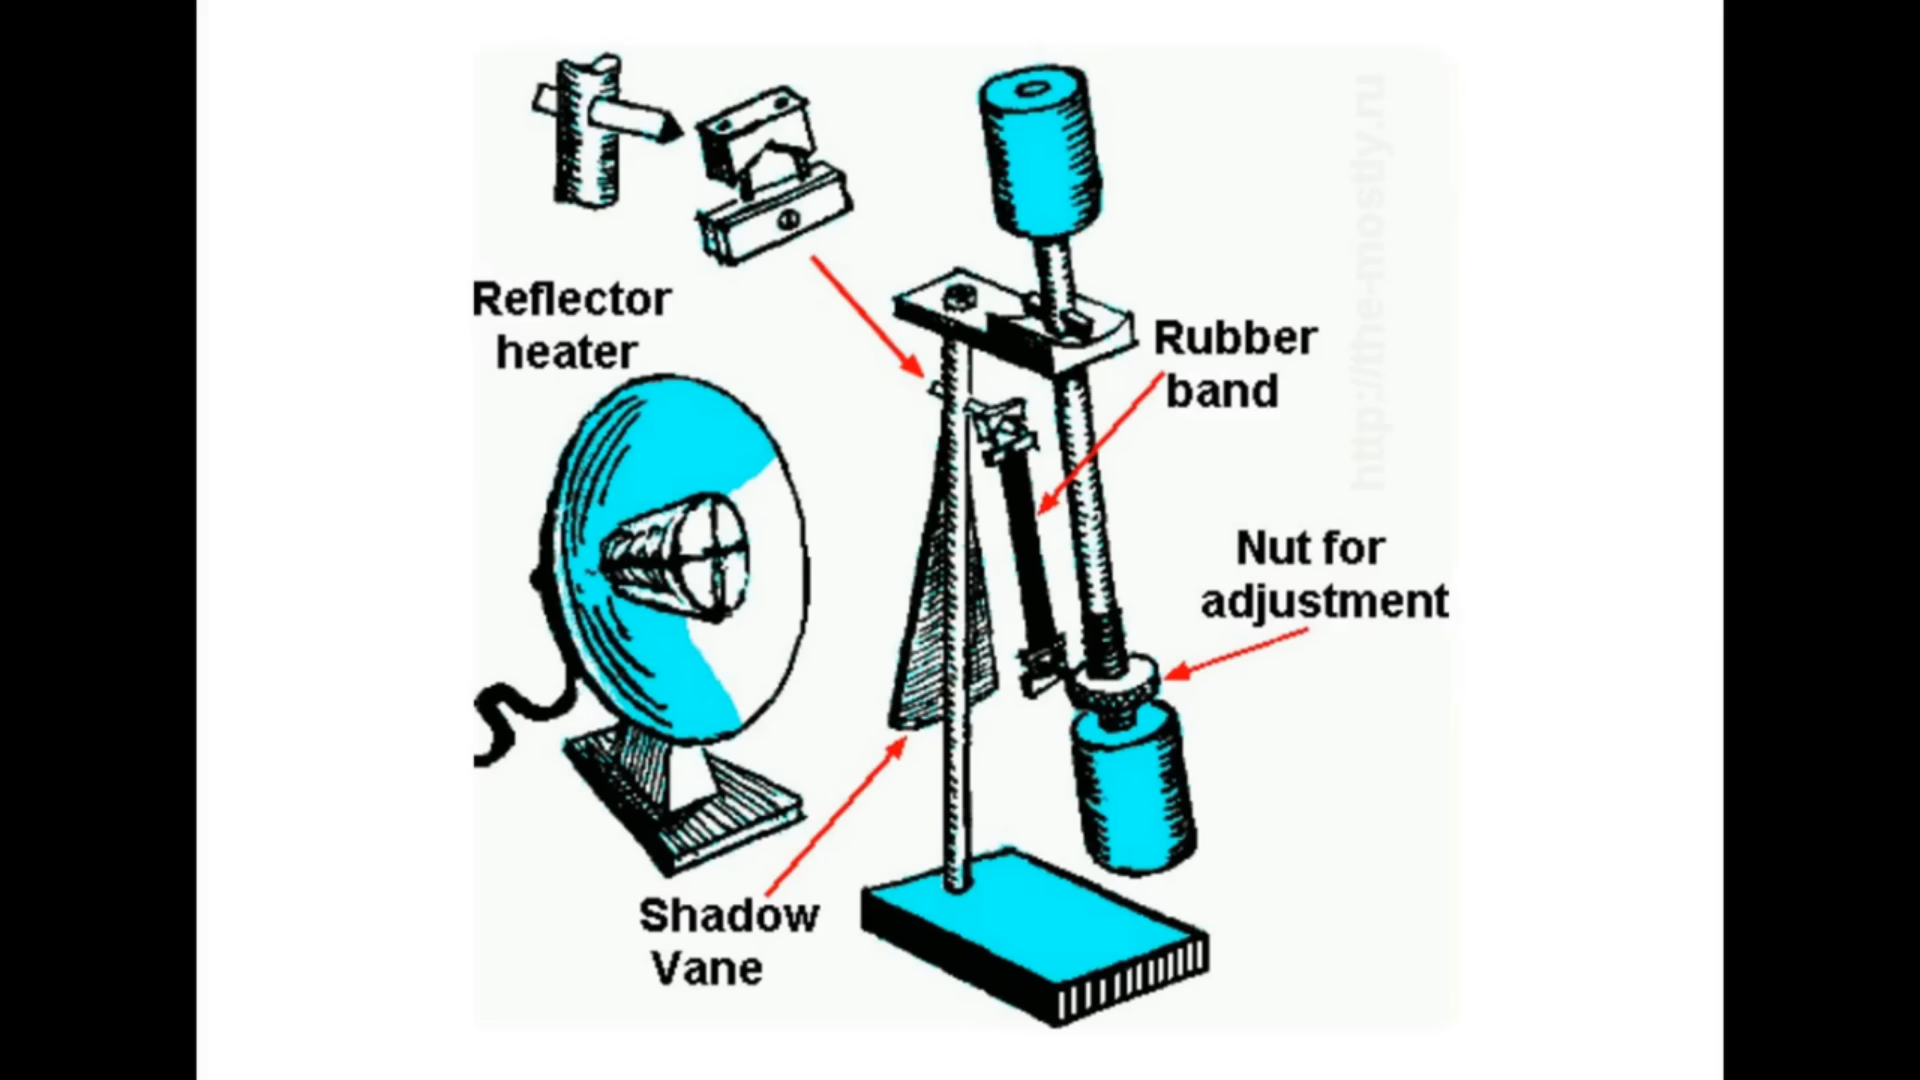 Reflector
heater
Rubber
band
Nut for
adjustment
Shadow
Vane
http://the-mostly.ru